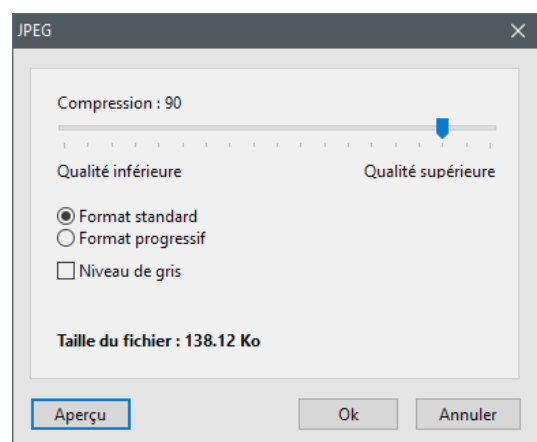 JPEG
Compression : 90
Qualité inférieure Qualité supérieure
Format standard
Format progressif
Niveau de gris
Taille du fichier : 138.12 Ko
Aperçu Ok Annuler